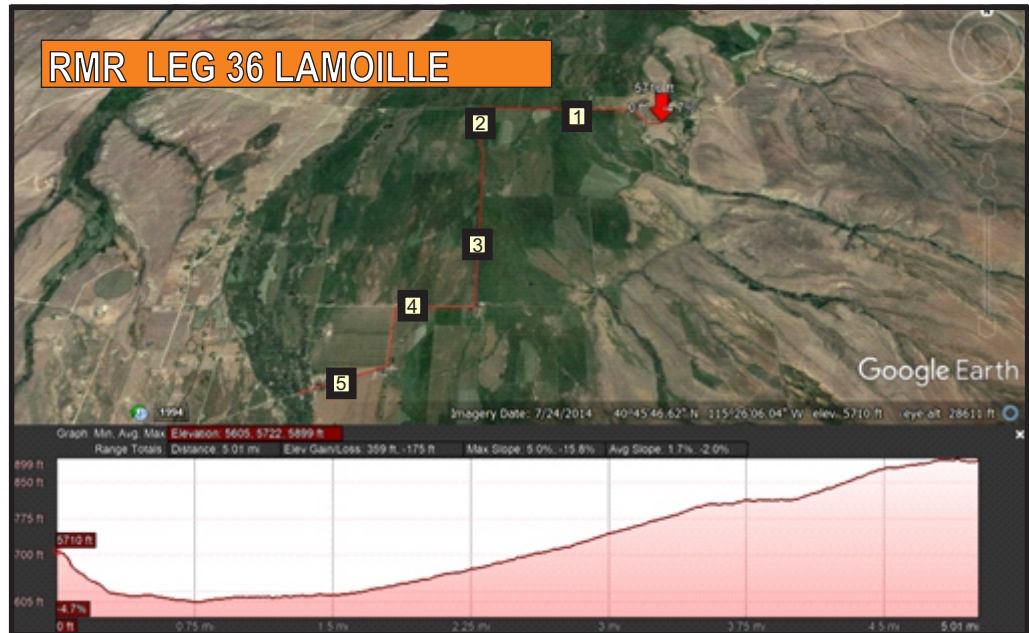 RMR LEG 36 LAMOILLE
5710 ft
1
2
3
4
5
Google Earth
1994
Imagery Date: 7/24/2014 40°45'46.62" N 115°26'06.04" W elev 5710 ft eye alt 28611 ft
Graph: Min, Avg, Max Elevation: 5605, 5722, 5899 ft
Range Totals: Distance: 5.01 mi Elev Gain/Loss: 359 ft, -175 ft Max Slope: 5.0%, -15.8% Avg Slope: 1.7%, -2.0%
899 ft
850 ft
775 ft
5710 ft
700 ft
605 ft
-4.7%
0 ft 0.75 mi 1.5 mi 2.25 mi 3 mi 3.75 mi 4.5 mi 5.01 mi